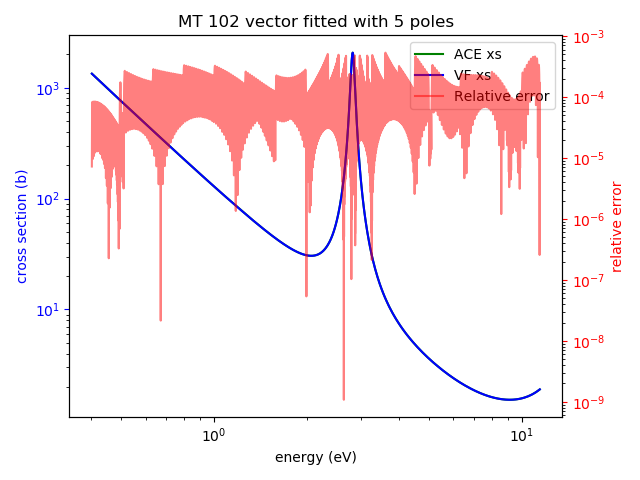 MT 102 vector fitted with 5 poles
ACE xs
VF xs
Relative error
10³
10²
10¹
cross section (b)
10⁻³
10⁻⁴
10⁻⁵
10⁻⁶
10⁻⁷
10⁻⁸
10⁻⁹
relative error
10⁰
10¹
energy (eV)